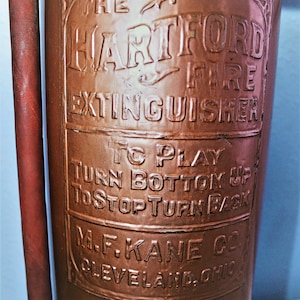 THE
HARTFORD
FIRE
EXTINGUISHER
TO PLAY
TURN BOTTOM UP
TO STOP TURN BACK
M.F. KANE CO
CLEVELAND, OHIO